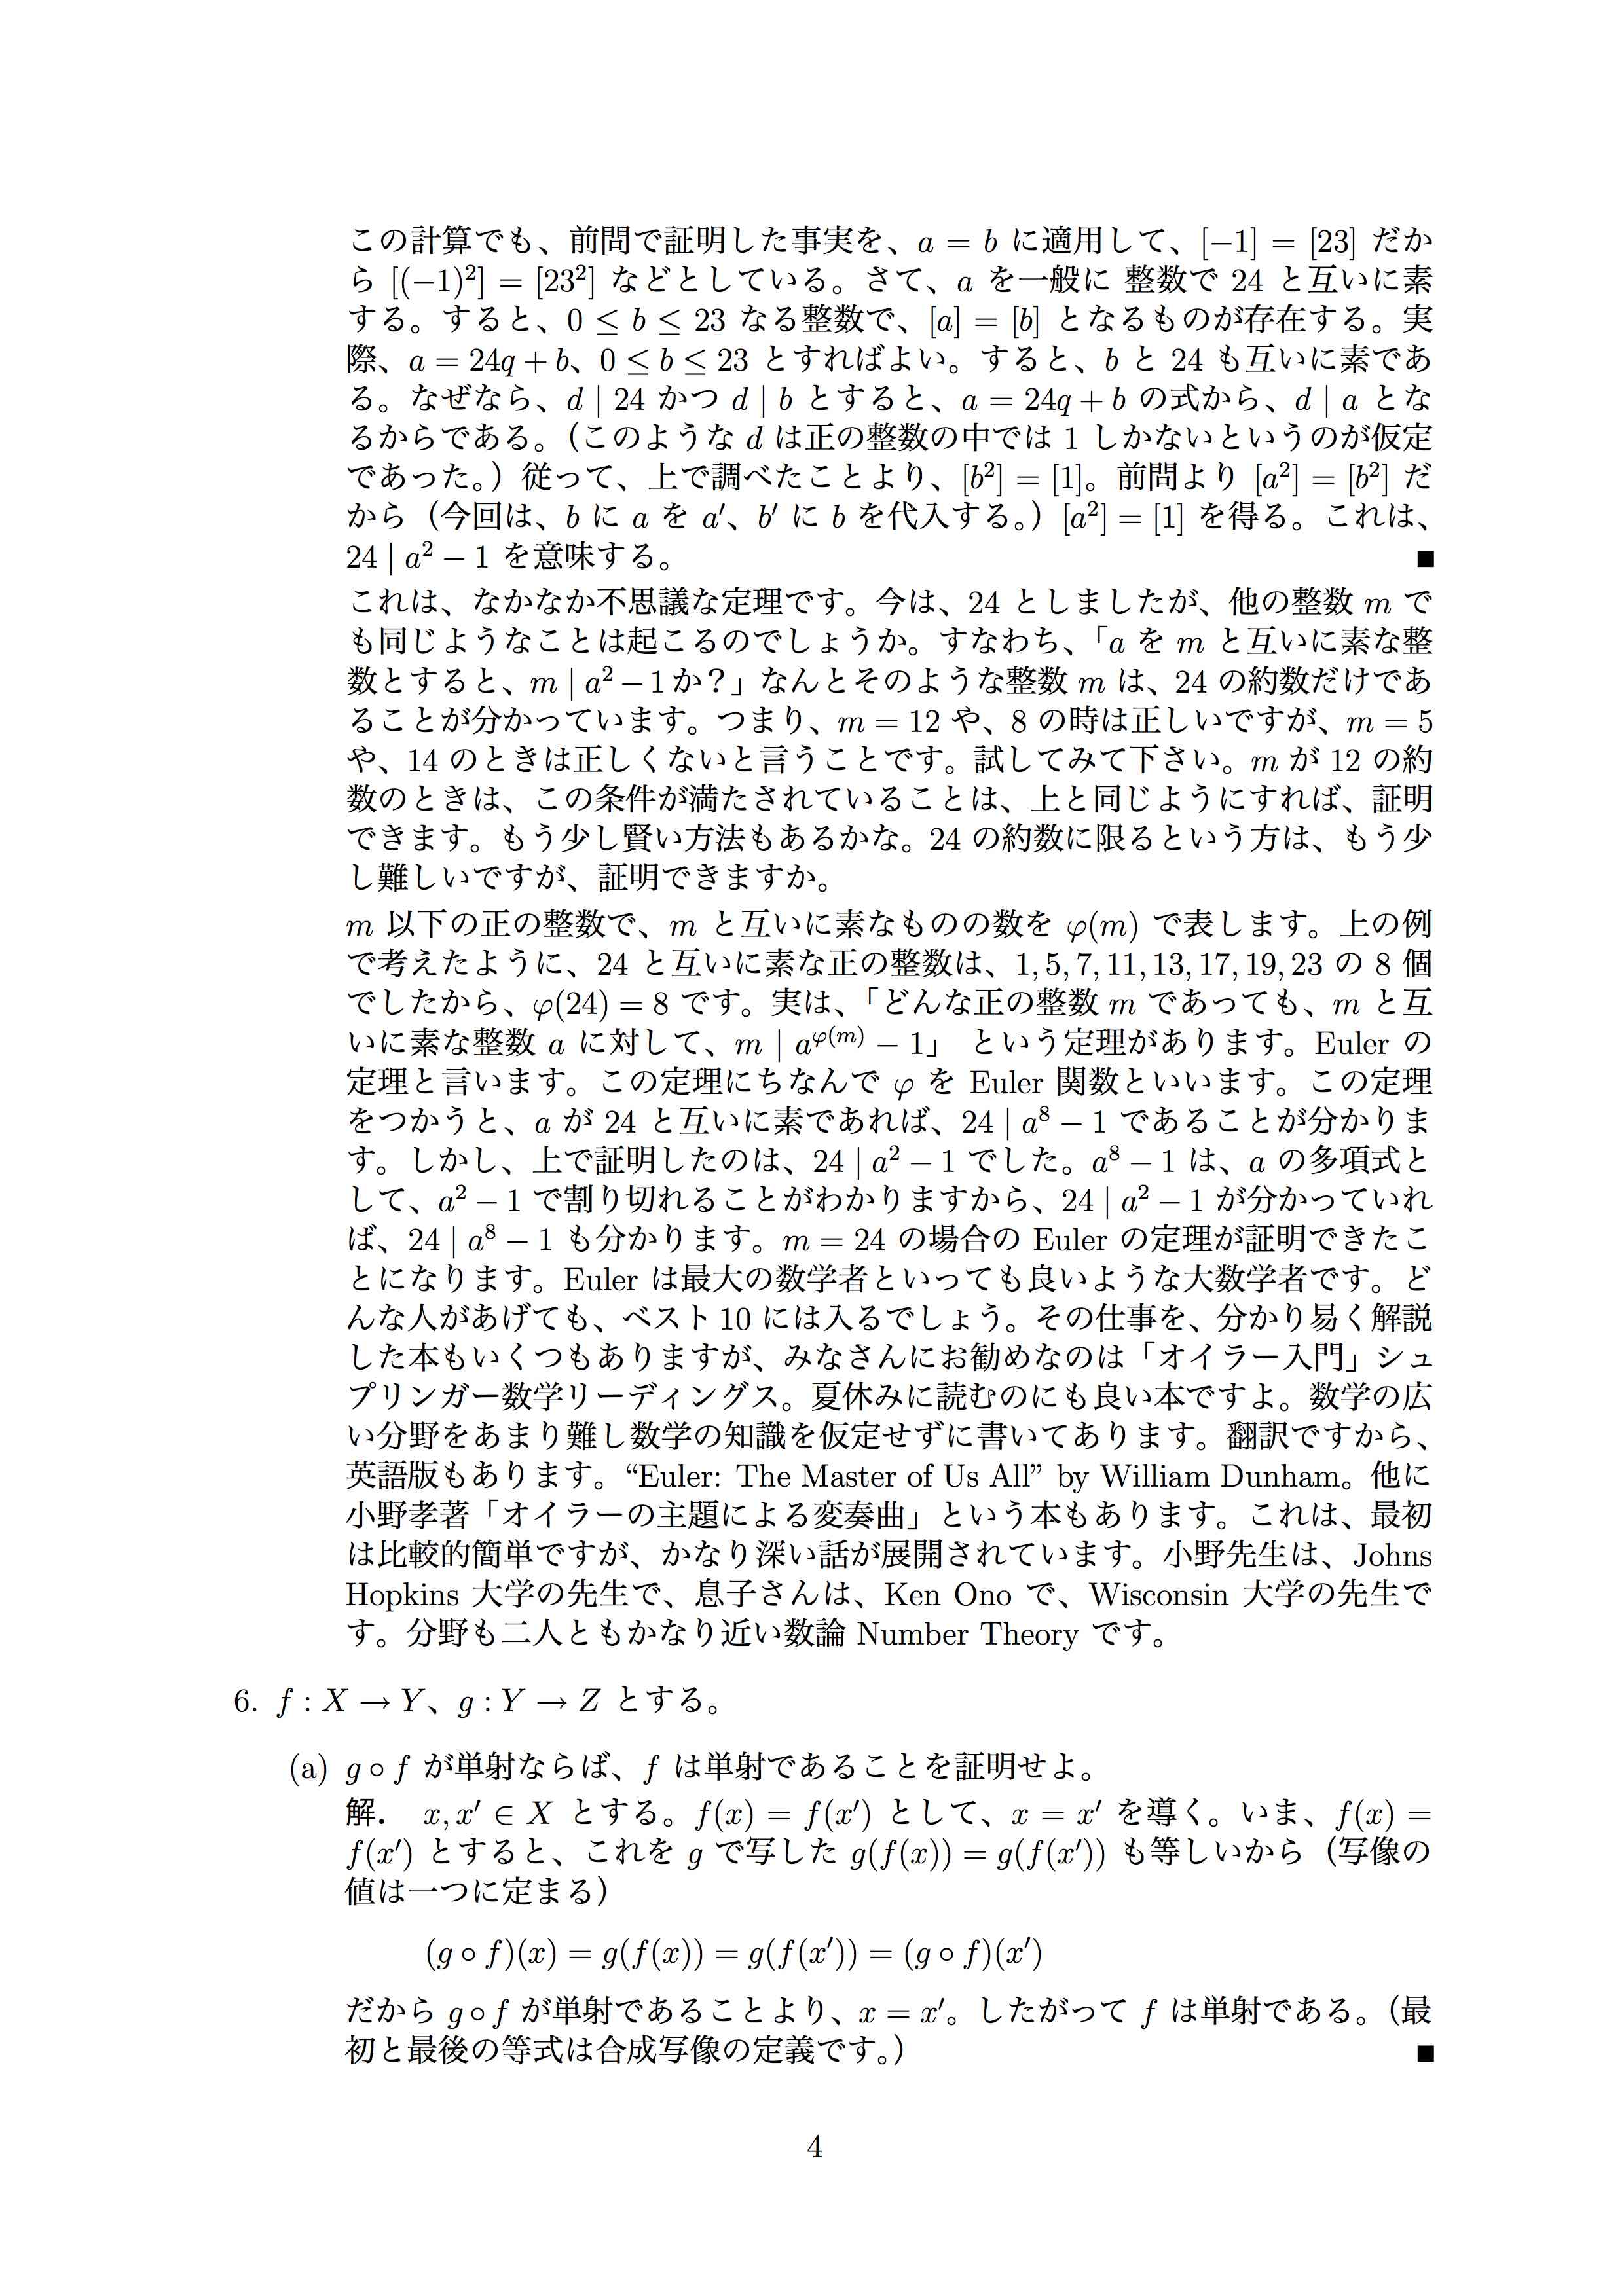 この計算でも、前問で証明した事実を、a = b に適用して、[−1] = [23] だか
ら [(−1)²] = [23²] などとしている。さて、a を一般に 整数で 24 と互いに素
する。すると、0 ≤ b ≤ 23 なる整数で、[a] = [b] となるものが存在する。実
際、a = 24q + b、0 ≤ b ≤ 23 とすればよい。すると、b と 24 も互いに素であ
る。なぜなら、d | 24 かつ d | b とすると、a = 24q + b の式から、d | a とな
るからである。（このような d は正の整数の中では 1 しかないというのが仮定
であった。）従って、上で調べたことより、[b²] = [1]。前問より [a²] = [b²] だ
から（今回は、b に a を a′、b′ に b を代入する。）[a²] = [1] を得る。これは、
24 | a² − 1 を意味する。 ■
これは、なかなか不思議な定理です。今は、24 としましたが、他の整数 m で
も同じようなことは起こるのでしょうか。すなわち、「a を m と互いに素な整
数とすると、m | a² − 1 か？」なんとそのような整数 m は、24 の約数だけであ
ることが分かっています。つまり、m = 12 や、8 の時は正しいですが、m = 5
や、14 のときは正しくないと言うことです。試してみて下さい。m が 12 の約
数のときは、この条件が満たされていることは、上と同じようにすれば、証明
できます。もう少し賢い方法もあるかな。24 の約数に限るという方は、もう少
し難しいですが、証明できますか。
m 以下の正の整数で、m と互いに素なものの数を φ(m) で表します。上の例
で考えたように、24 と互いに素な正の整数は、1, 5, 7, 11, 13, 17, 19, 23 の 8 個
でしたから、φ(24) = 8 です。実は、「どんな正の整数 m であっても、m と互
いに素な整数 a に対して、m | a^{φ(m)} − 1」 という定理があります。Euler の
定理と言います。この定理にちなんで φ を Euler 関数といいます。この定理
をつかうと、a が 24 と互いに素であれば、24 | a⁸ − 1 であることが分かりま
す。しかし、上で証明したのは、24 | a² − 1 でした。a⁸ − 1 は、a の多項式と
して、a² − 1 で割り切れることがわかりますから、24 | a² − 1 が分かっていれ
ば、24 | a⁸ − 1 も分かります。m = 24 の場合の Euler の定理が証明できたこ
とになります。Euler は最大の数学者といっても良いような大数学者です。ど
んな人があげても、ベスト 10 には入るでしょう。その仕事を、分かり易く解説
した本もいくつもありますが、みなさんにお勧めなのは「オイラー入門」シュ
プリンガー数学リーディングス。夏休みに読むのにも良い本ですよ。数学の広
い分野をあまり難し数学の知識を仮定せずに書いてあります。翻訳ですから、
英語版もあります。“Euler: The Master of Us All” by William Dunham。他に
小野孝著「オイラーの主題による変奏曲」という本もあります。これは、最初
は比較的簡単ですが、かなり深い話が展開されています。小野先生は、Johns
Hopkins 大学の先生で、息子さんは、Ken Ono で、Wisconsin 大学の先生で
す。分野も二人ともかなり近い数論 Number Theory です。
6. f : X → Y、g : Y → Z とする。
(a) g ∘ f が単射ならば、f は単射であることを証明せよ。
解． x, x′ ∈ X とする。f(x) = f(x′) として、x = x′ を導く。いま、f(x) =
f(x′) とすると、これを g で写した g(f(x)) = g(f(x′)) も等しいから（写像の
値は一つに定まる）
(g ∘ f)(x) = g(f(x)) = g(f(x′)) = (g ∘ f)(x′)
だから g ∘ f が単射であることより、x = x′。したがって f は単射である。（最
初と最後の等式は合成写像の定義です。） ■
4